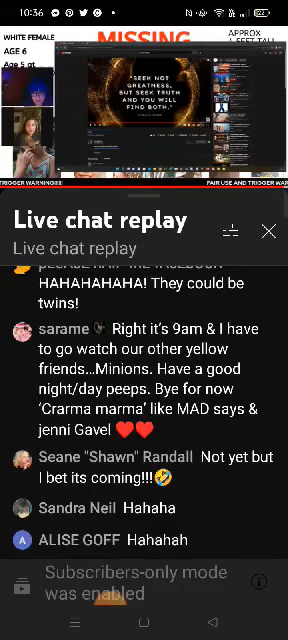 10:36
WHITE FEMALE
MISSING
APPROX
AGE 6
Age 5 at
"SEEK NOT
GREATNESS,
BUT SEEK TRUTH
AND YOU WILL
FIND BOTH."
TRIGGER WARNING!!!
FAIR USE AND TRIGGER WAR
Live chat replay
Live chat replay
HAHAHAHAHA! They could be
twins!
sarame Right it's 9am & I have
to go watch our other yellow
friends...Minions. Have a good
night/day peeps. Bye for now
'Crarma marma' like MAD says &
jenni Gavel ❤️❤️
Seane "Shawn" Randall Not yet but
I bet its coming!!!🤣
Sandra Neil Hahaha
A ALISE GOFF Hahahah
Subscribers-only mode
was enabled